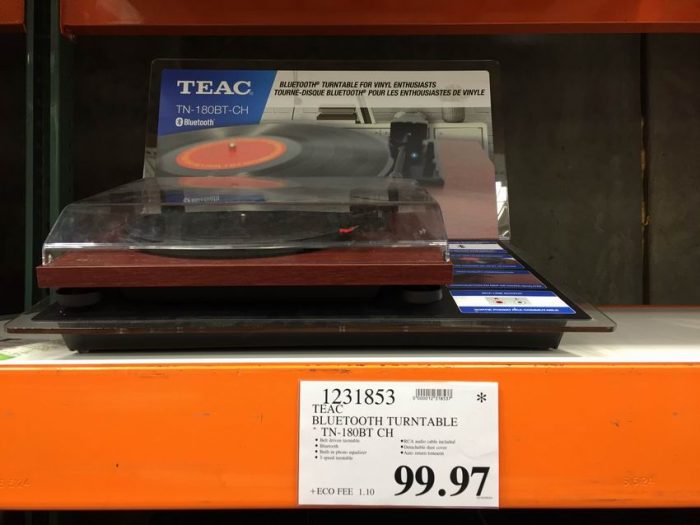 TEAC
BLUETOOTH® TURNTABLE FOR VINYL ENTHUSIASTS
TOURNE-DISQUE BLUETOOTH® POUR LES ENTHOUSIASTES DE VINYLE
TN-180BT-CH
Bluetooth®
1231853
*
TEAC
BLUETOOTH TURNTABLE
* TN-180BT CH
• Belt driven turntable
• Bluetooth
• Built in phono equalizer
• 3 speed turntable
• RCA audio cable included
• Detachable dust cover
• Auto return tonearm
+ECO FEE 1.10
99.97